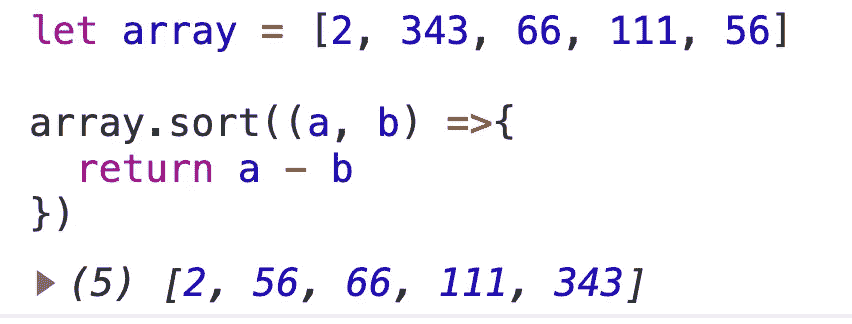 let array = [2, 343, 66, 111, 56]
array.sort((a, b) =>{
return a - b
})
(5) [2, 56, 66, 111, 343]